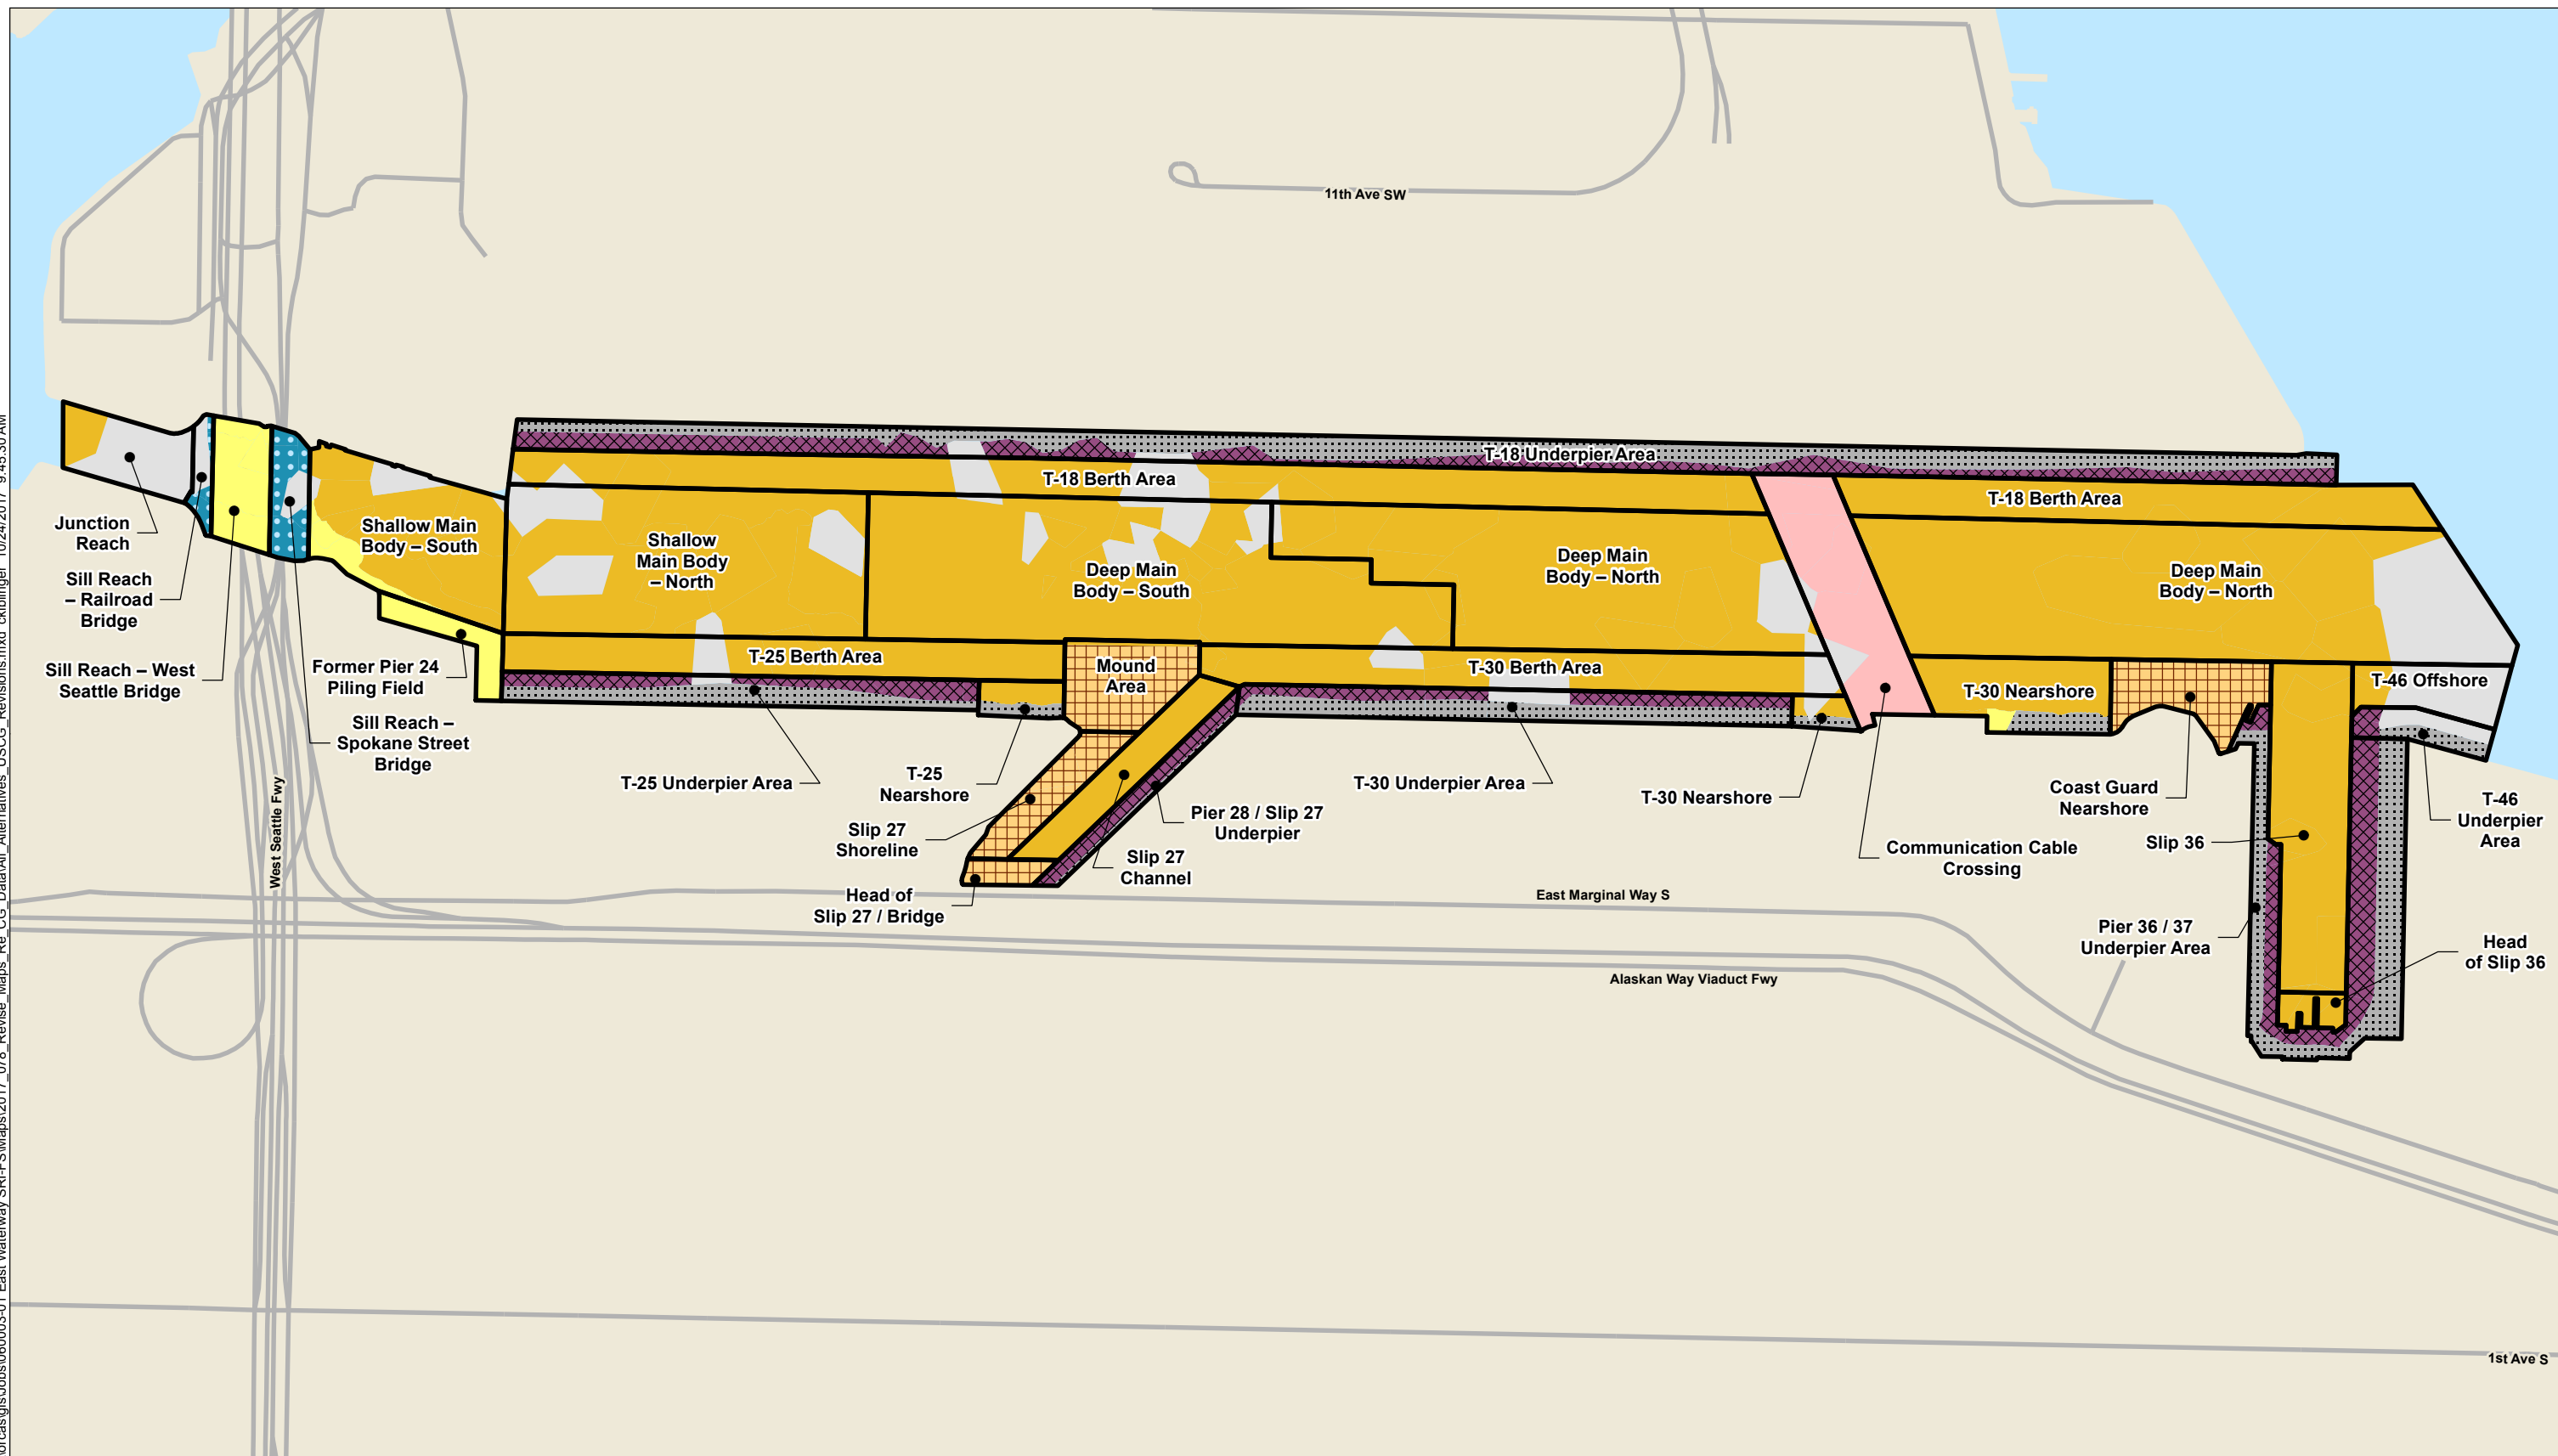 11th Ave SW
T-18 Underpier Area
T-18 Berth Area
T-18 Berth Area
Junction
Reach
Sill Reach
– Railroad
Bridge
Sill Reach – West
Seattle Bridge
Shallow Main
Body – South
Former Pier 24
Piling Field
Sill Reach –
Spokane Street
Bridge
Shallow
Main Body
– North
Deep Main
Body – South
Deep Main
Body – North
Deep Main
Body – North
T-25 Berth Area
Mound
Area
T-30 Berth Area
T-30 Nearshore
T-46 Offshore
T-25 Underpier Area
T-25
Nearshore
Slip 27
Shoreline
Head of
Slip 27 / Bridge
Slip 27
Channel
Pier 28 / Slip 27
Underpier
T-30 Underpier Area
T-30 Nearshore
Communication Cable
Crossing
Coast Guard
Nearshore
Slip 36
T-46
Underpier
Area
Pier 36 / 37
Underpier Area
Head
of Slip 36
West Seattle Fwy
East Marginal Way S
Alaskan Way Viaduct Fwy
1st Ave S